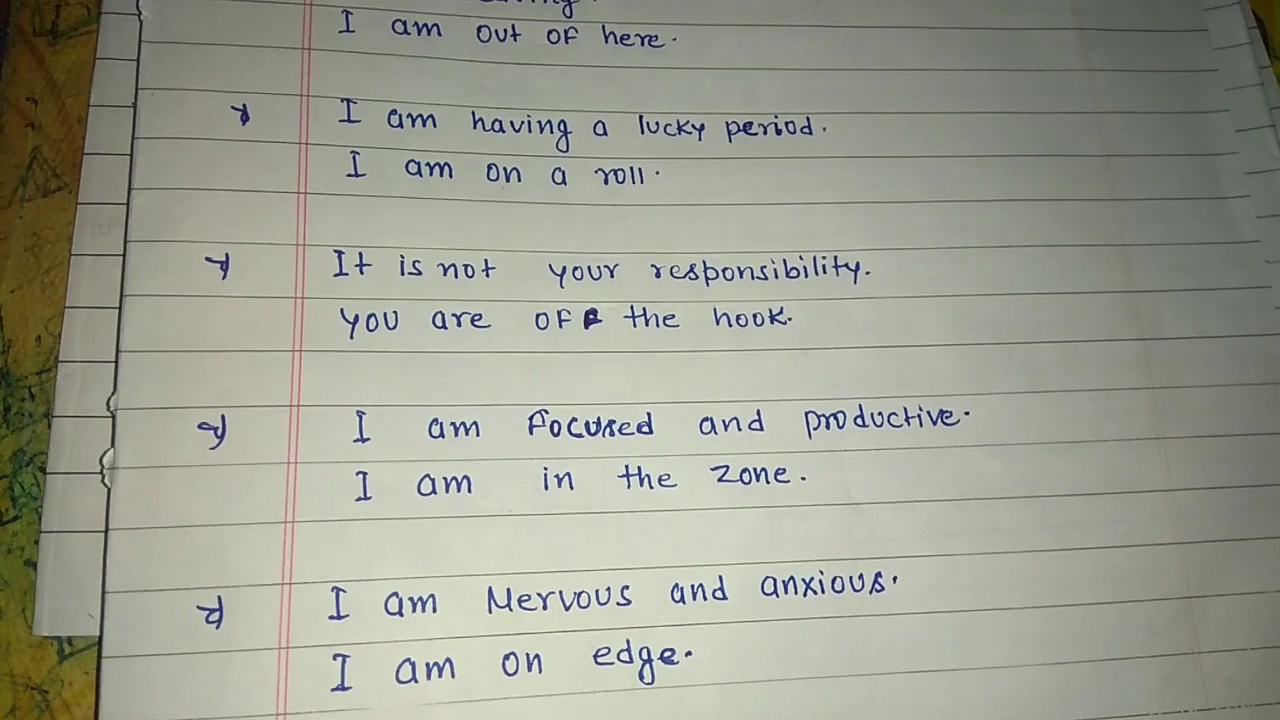 I am out of here.
I am having a lucky period.
I am on a roll.
It is not your responsibility.
You are off the hook.
I am focused and productive.
I am in the zone.
I am Nervous and anxious.
I am on edge.